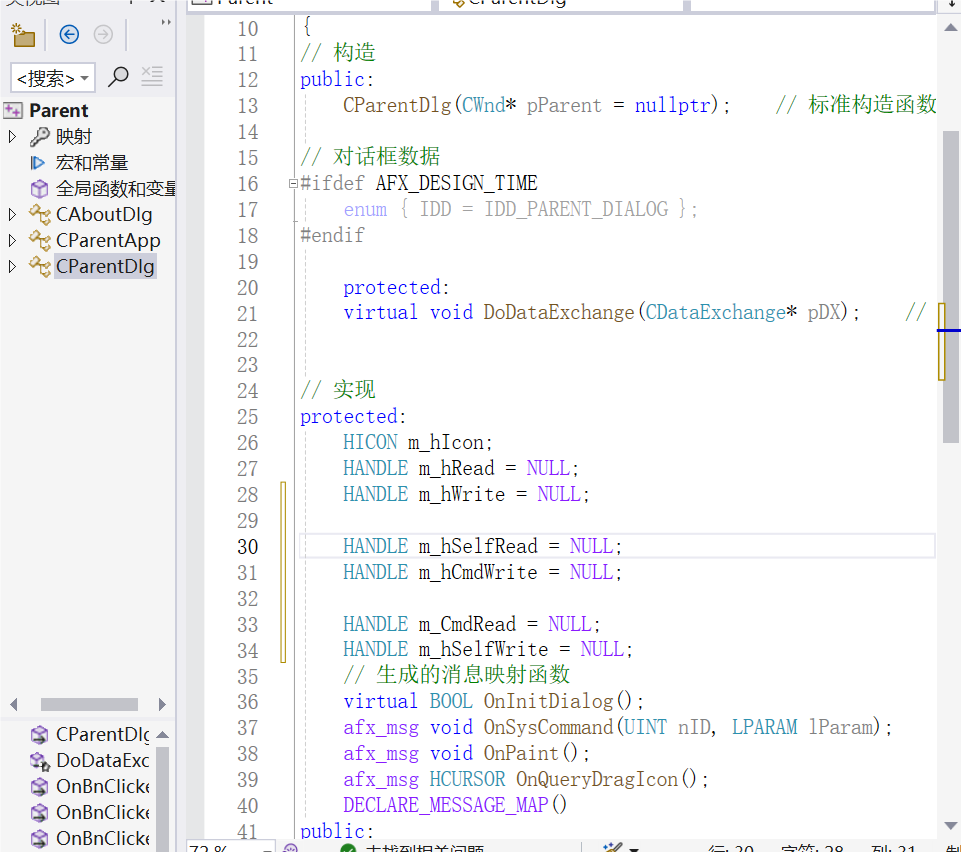 Parent
CParentDlg
<搜索>
Parent
映射
宏和常量
全局函数和变量
CAboutDlg
CParentApp
CParentDlg
CParentDlg
DoDataExc
OnBnClicke
OnBnClicke
OnBnClicke
10 {
11 // 构造
12 public:
13 CParentDlg(CWnd* pParent = nullptr); // 标准构造函数
14
15 // 对话框数据
16 #ifdef AFX_DESIGN_TIME
17 enum { IDD = IDD_PARENT_DIALOG };
18 #endif
19
20 protected:
21 virtual void DoDataExchange(CDataExchange* pDX); //
22
23
24 // 实现
25 protected:
26 HICON m_hIcon;
27 HANDLE m_hRead = NULL;
28 HANDLE m_hWrite = NULL;
29
30 HANDLE m_hSelfRead = NULL;
31 HANDLE m_hCmdWrite = NULL;
32
33 HANDLE m_CmdRead = NULL;
34 HANDLE m_hSelfWrite = NULL;
35 // 生成的消息映射函数
36 virtual BOOL OnInitDialog();
37 afx_msg void OnSysCommand(UINT nID, LPARAM lParam);
38 afx_msg void OnPaint();
39 afx_msg HCURSOR OnQueryDragIcon();
40 DECLARE_MESSAGE_MAP()
41 public:
72 %
未找到相关问题
行: 30
字符: 28
列: 31